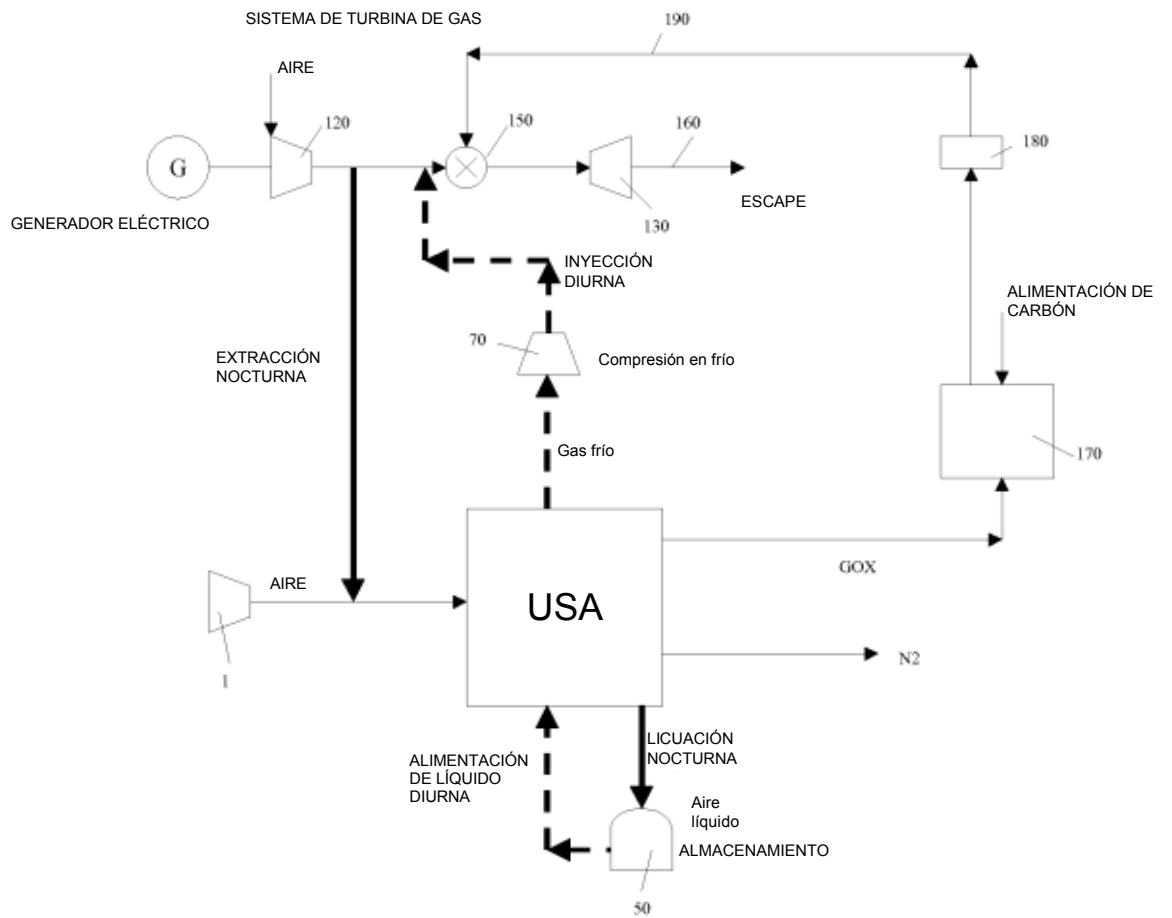 SISTEMA DE TURBINA DE GAS
190
AIRE
120
150
160
180
G
130
ESCAPE
GENERADOR ELÉCTRICO
INYECCIÓN
DIURNA
ALIMENTACIÓN DE
CARBÓN
70
EXTRACCIÓN
NOCTURNA
Compresión en frío
170
Gas frío
GOX
AIRE
USA
N2
1
LICUACIÓN
NOCTURNA
ALIMENTACIÓN
DE LÍQUIDO
DIURNA
Aire
líquido
ALMACENAMIENTO
50